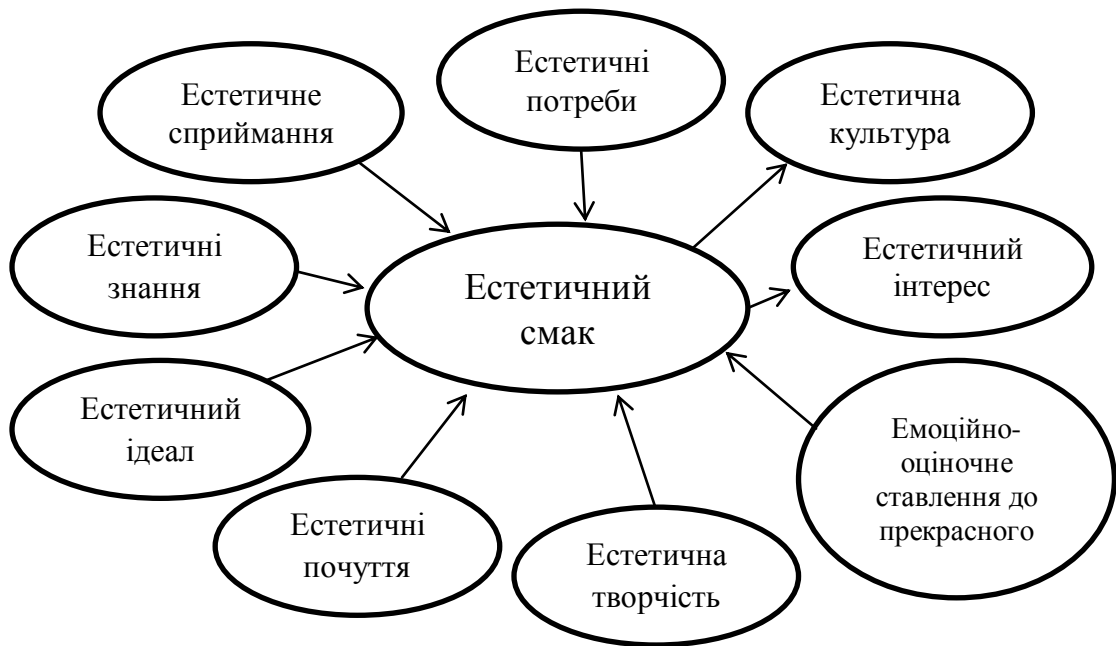 Естетичні
потреби
Естетичне
сприймання
Естетична
культура
Естетичні
знання
Естетичний
смак
Естетичний
інтерес
Естетичний
ідеал
Емоційно-
оціночне
ставлення до
прекрасного
Естетичні
почуття
Естетична
творчість